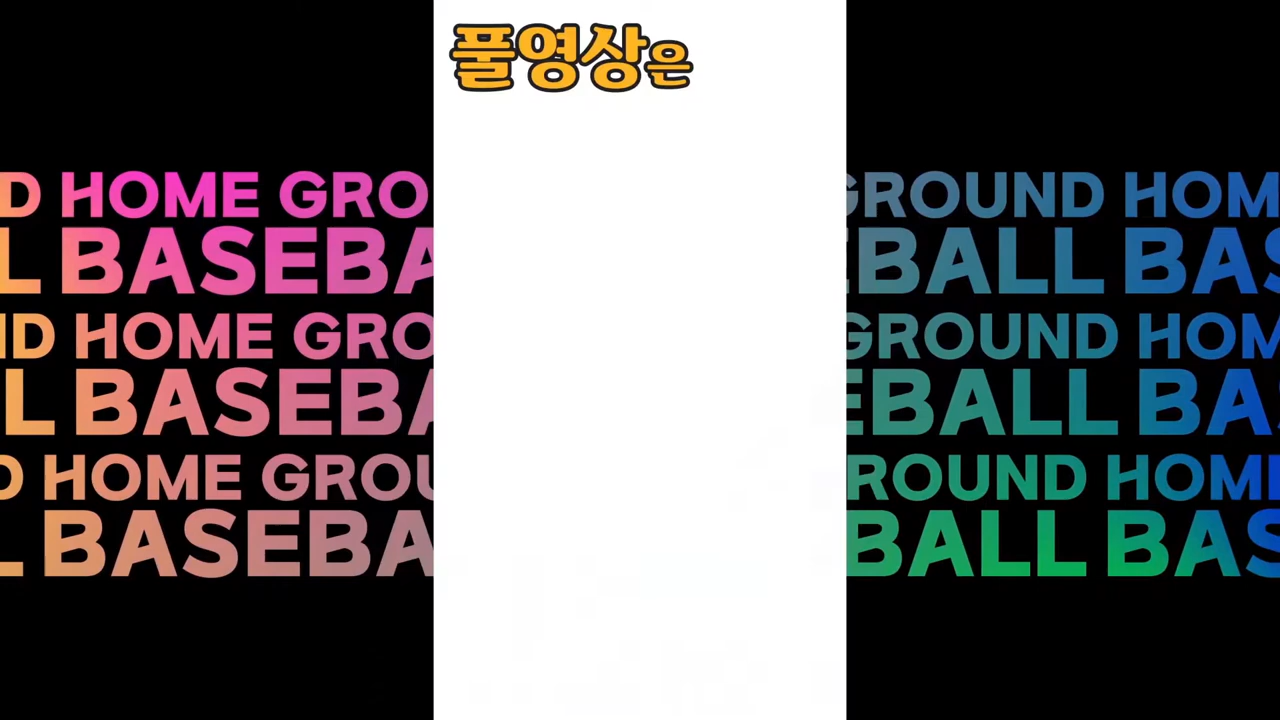 풀영상은
D HOME GRO
L BASEBA
GROUND HOM
EBALL BAS
ND HOME GRO
L BASEBA
GROUND HOM
EBALL BAS
D HOME GROU
L BASEBA
ROUND HOME
BALL BAS